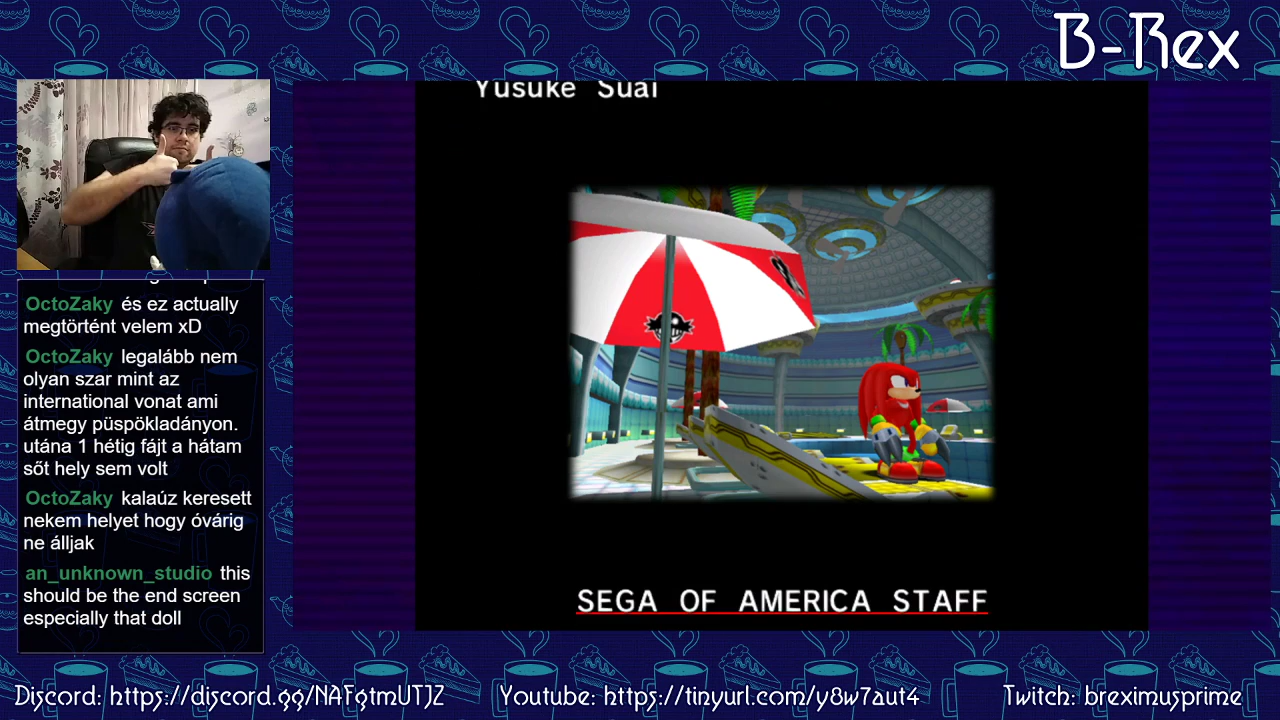 B-Rex
Yusuke Suai
SEGA OF AMERICA STAFF
OctoZaky és ez actually
megtörtént velem xD
OctoZaky legalább nem
olyan szar mint az
international vonat ami
átmegy püspökladányon.
utána 1 hétig fájt a hátam
sőt hely sem volt
OctoZaky kalaúz keresett
nekem helyet hogy óvárig
ne álljak
an_unknown_studio this
should be the end screen
especially that doll
Discord: https://discord.gg/NAFgtmUTJZ
Youtube: https://tinyurl.com/y8w7aut4
Twitch: breximusprime